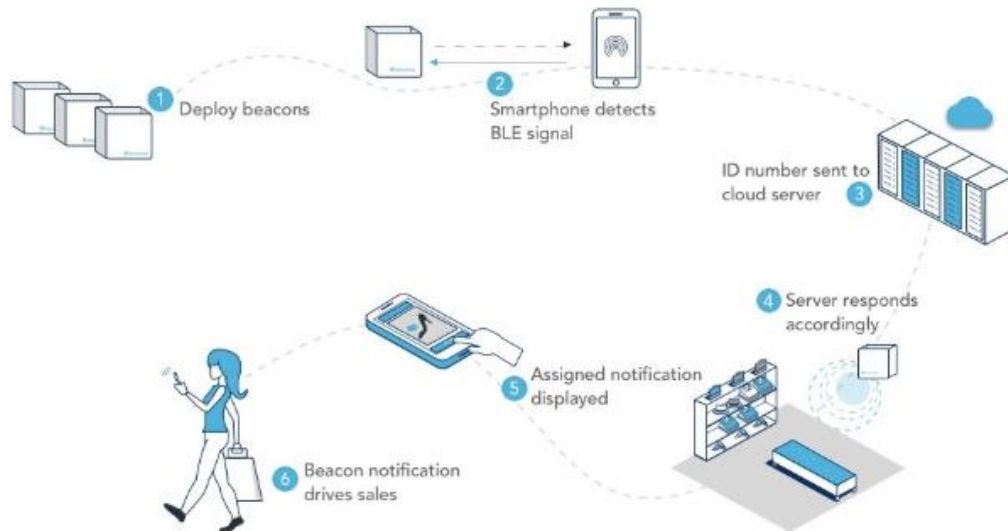 1 Deploy beacons
2
Smartphone detects
BLE signal
ID number sent to
cloud server 3
4 Server responds
accordingly
5 Assigned notification
displayed
6 Beacon notification
drives sales